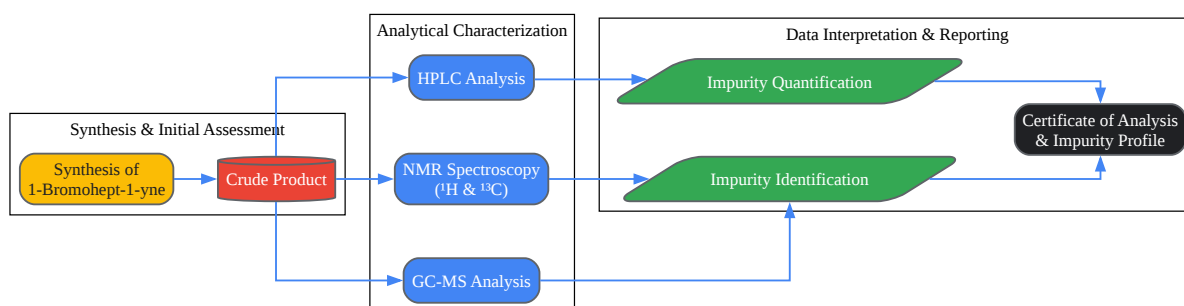 Analytical Characterization
Data Interpretation & Reporting
HPLC Analysis
Impurity Quantification
Certificate of Analysis
& Impurity Profile
Synthesis & Initial Assessment
Synthesis of
1-Bromohept-1-yne
Crude Product
NMR Spectroscopy
(¹H & ¹³C)
Impurity Identification
GC-MS Analysis